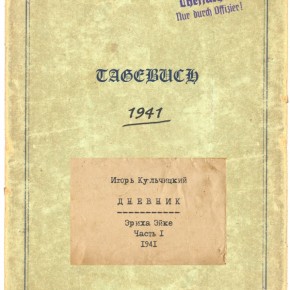 Nur durch Offizier!
TAGEBUCH
1941
Игорь Кульчицкий
ДНЕВНИК
-----------
Эриха Эйке
Часть I
1941